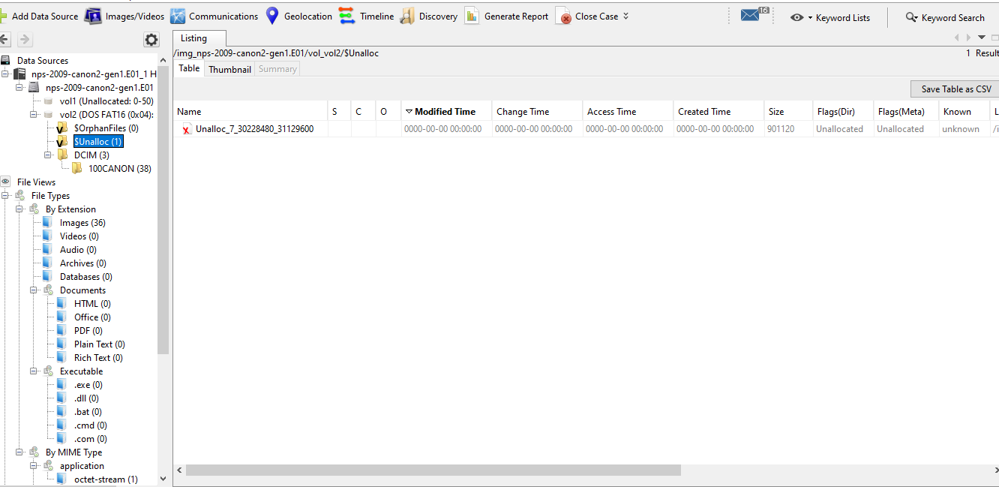 Add Data Source Images/Videos Communications Geolocation Timeline Discovery Generate Report Close Case 16 Keyword Lists Keyword Search
Listing
/img_nps-2009-canon2-gen1.E01/vol_vol2/$Unalloc 1 Result
Table Thumbnail Summary
Save Table as CSV
Name S C O Modified Time Change Time Access Time Created Time Size Flags(Dir) Flags(Meta) Known L
Unalloc_7_30228480_31129600 0000-00-00 00:00:00 0000-00-00 00:00:00 0000-00-00 00:00:00 0000-00-00 00:00:00 901120 Unallocated Unallocated unknown /i
Data Sources
nps-2009-canon2-gen1.E01_1 H
nps-2009-canon2-gen1.E01
vol1 (Unallocated: 0-50)
vol2 (DOS FAT16 (0x04):
$OrphanFiles (0)
$Unalloc (1)
DCIM (3)
100CANON (38)
File Views
File Types
By Extension
Images (36)
Videos (0)
Audio (0)
Archives (0)
Databases (0)
Documents
HTML (0)
Office (0)
PDF (0)
Plain Text (0)
Rich Text (0)
Executable
.exe (0)
.dll (0)
.bat (0)
.cmd (0)
.com (0)
By MIME Type
application
octet-stream (1)